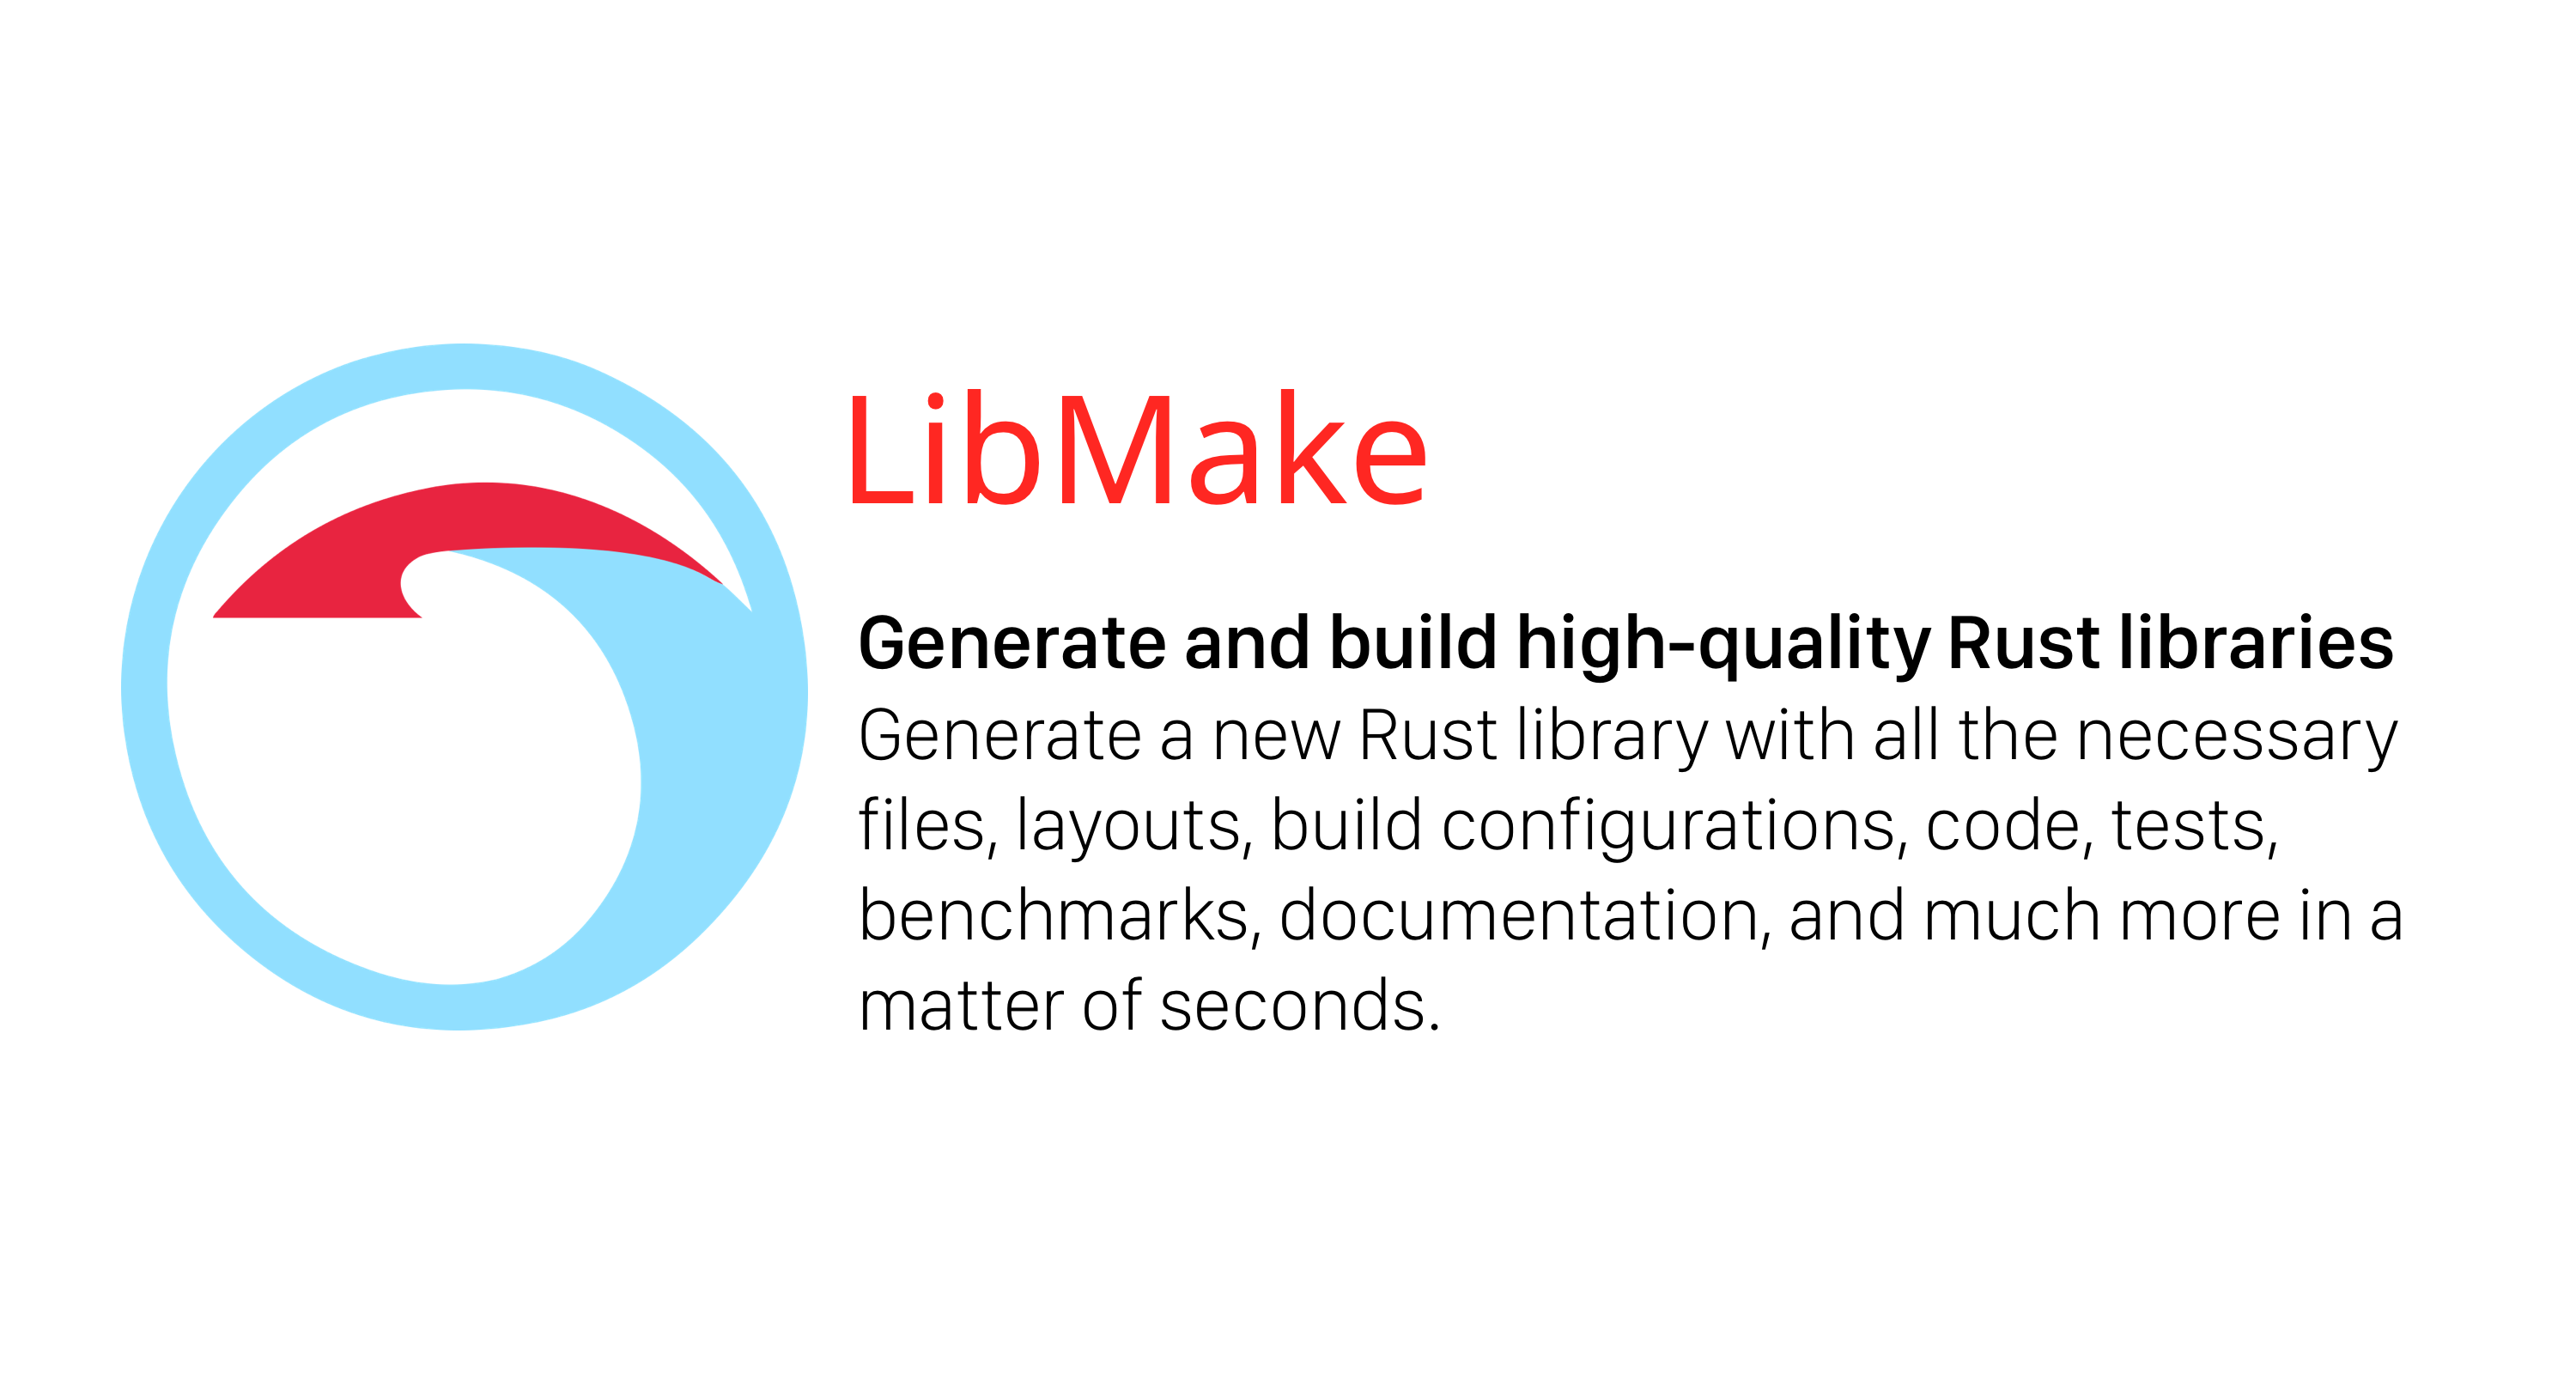 LibMake
Generate and build high-quality Rust libraries
Generate a new Rust library with all the necessary
files, layouts, build configurations, code, tests,
benchmarks, documentation, and much more in a
matter of seconds.